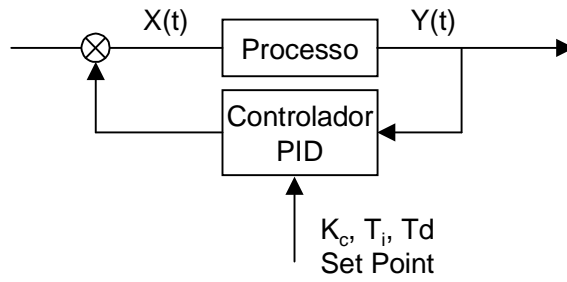 X(t)
Processo
Y(t)
Controlador
PID
K_c, T_i, Td
Set Point